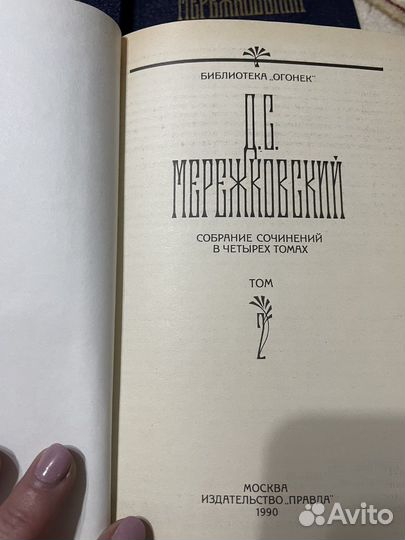 МЕРЕЖКОВСКИЙ
БИБЛИОТЕКА „ОГОНЕК“
Д.С.
МЕРЕЖКОВСКИЙ
СОБРАНИЕ СОЧИНЕНИЙ
В ЧЕТЫРЕХ ТОМАХ
ТОМ
2
МОСКВА
ИЗДАТЕЛЬСТВО „ПРАВДА“
1990
Avito